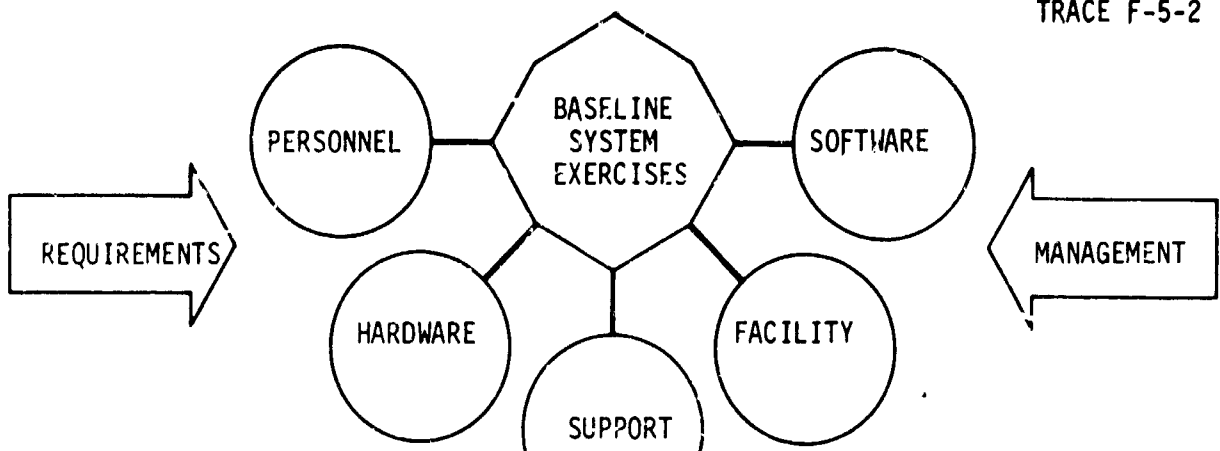 TRACE F-5-2
BASELINE
SYSTEM
EXERCISES
PERSONNEL
SOFTWARE
REQUIREMENTS
MANAGEMENT
HARDWARE
FACILITY
SUPPORT